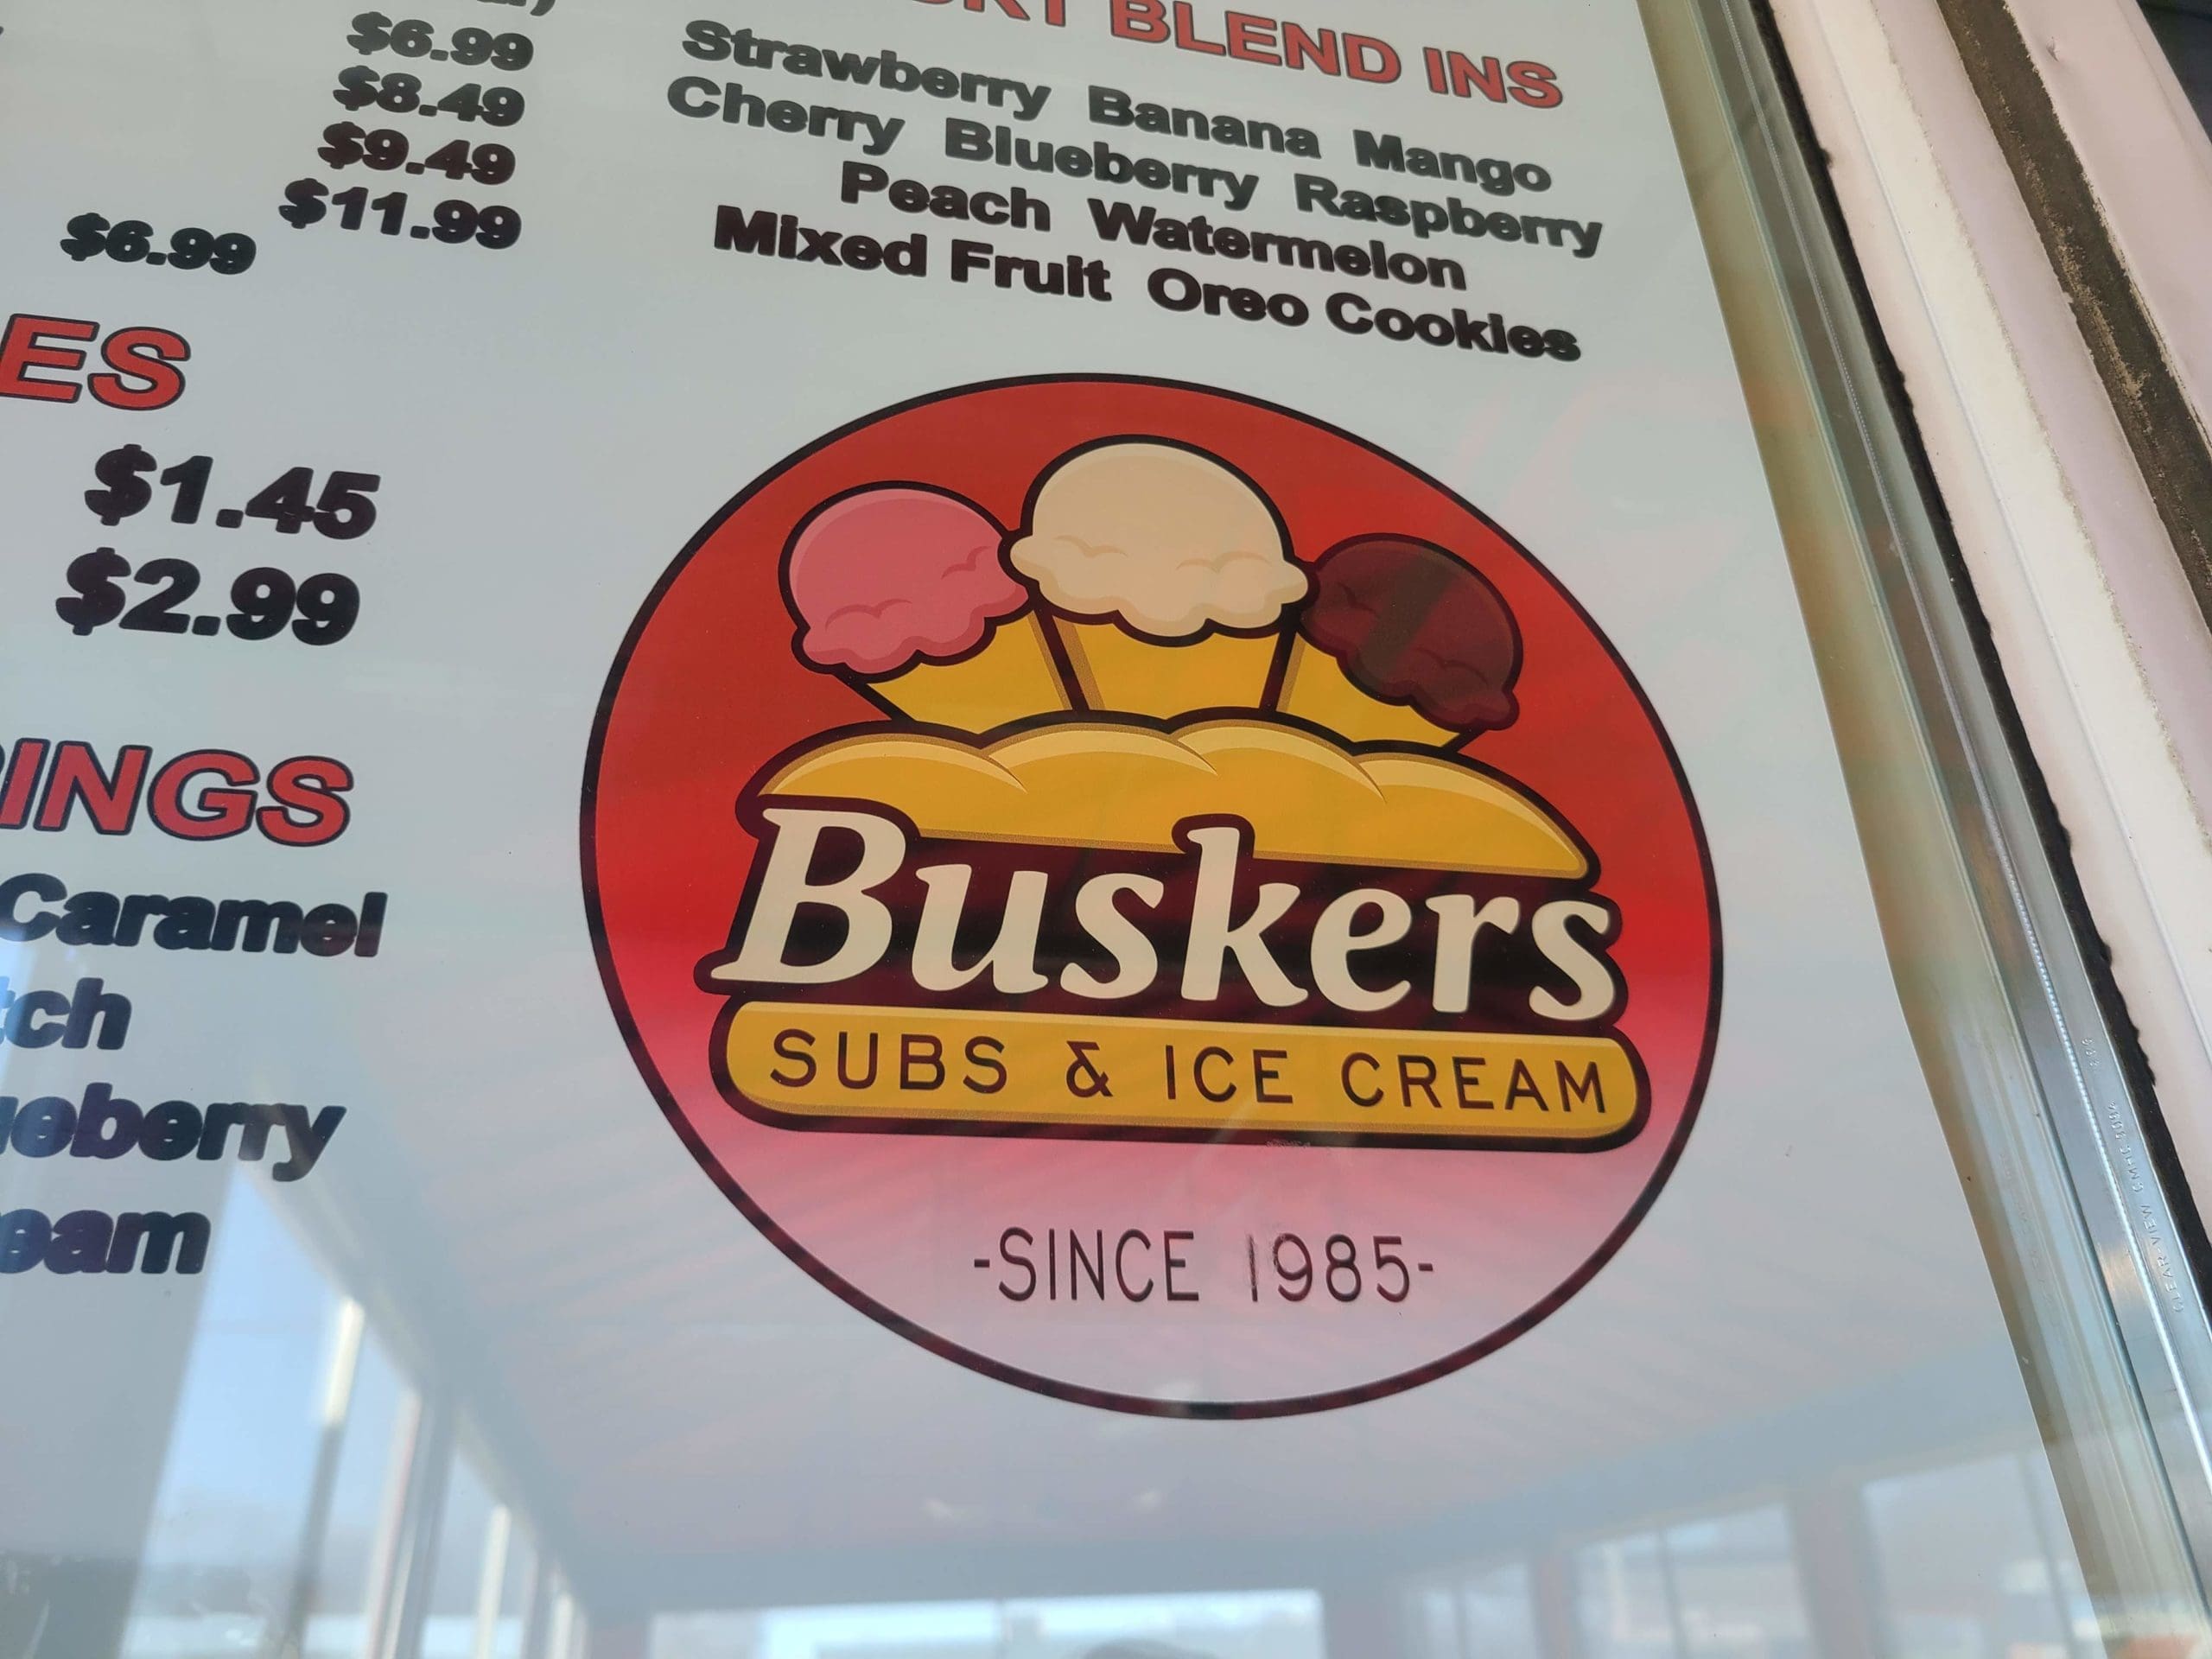 $6.99
$8.49
$9.49
$11.99
$6.99
ES
$1.45
$2.99
INGS
Caramel
tch
ueberry
eam
BLEND INS
Strawberry Banana Mango
Cherry Blueberry Raspberry
Peach Watermelon
Mixed Fruit Oreo Cookies
Buskers
SUBS & ICE CREAM
-SINCE 1985-